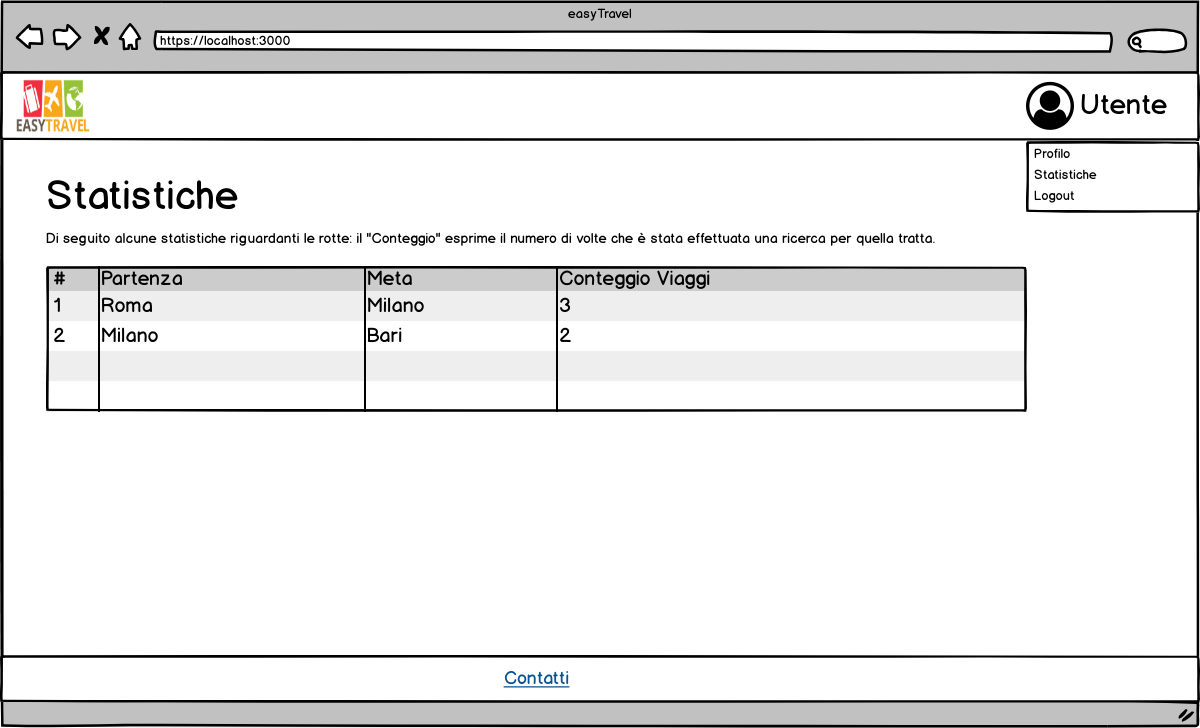 easyTravel
https://localhost:3000
EASYTRAVEL
Utente
Profilo
Statistiche
Logout
Statistiche
Di seguito alcune statistiche riguardanti le rotte: il "Conteggio" esprime il numero di volte che è stata effettuata una ricerca per quella tratta.
# Partenza Meta Conteggio Viaggi
1 Roma Milano 3
2 Milano Bari 2
Contatti